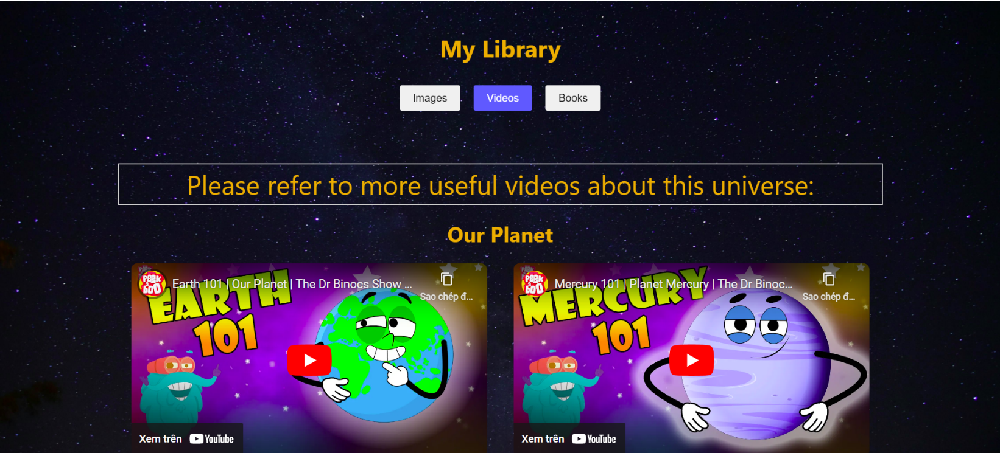 My Library
Images Videos Books
Please refer to more useful videos about this universe:
Our Planet
PEEK A BOO
Earth 101 | Our Planet | The Dr Binocs Show ...
Sao chép đ...
EARTH
101
Xem trên YouTube
PEEK A BOO
Mercury 101 | Planet Mercury | The Dr Binoc...
Sao chép đ...
MERCURY
101
Xem trên YouTube